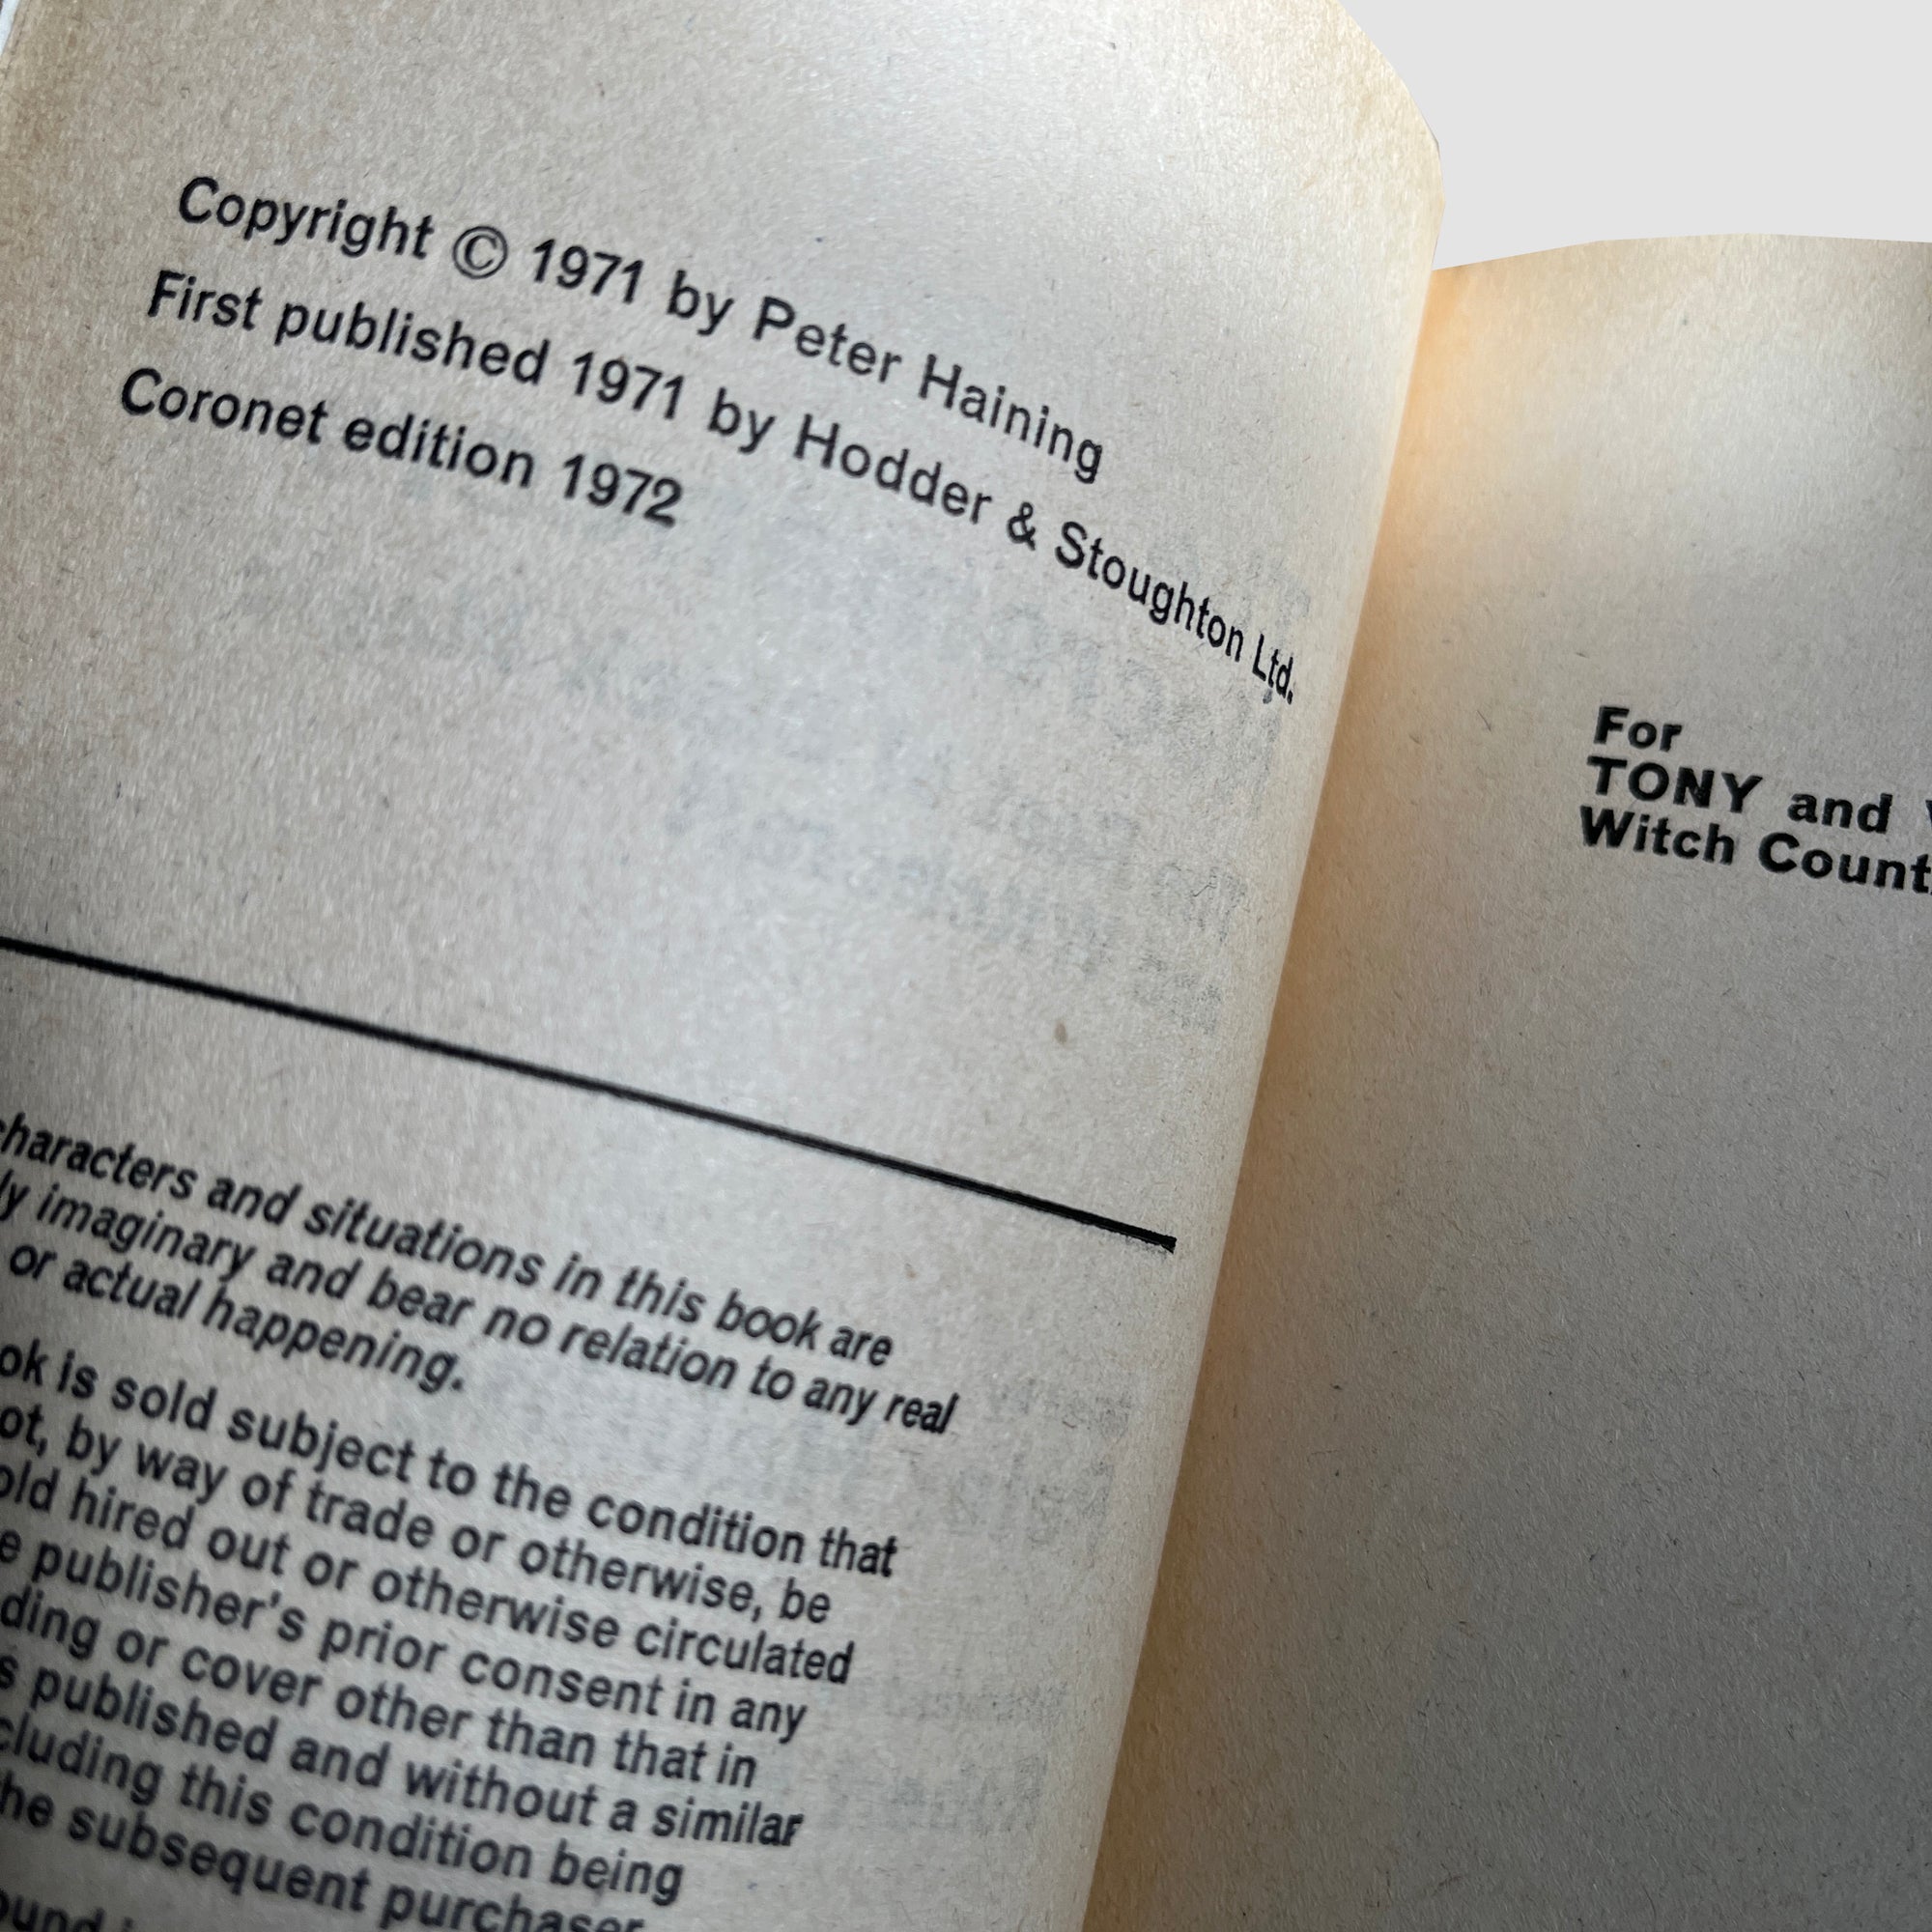 Copyright © 1971 by Peter Haining
First published 1971 by Hodder & Stoughton Ltd.
Coronet edition 1972
characters and situations in this book are
ly imaginary and bear no relation to any real
or actual happening.
ok is sold subject to the condition that
ot, by way of trade or otherwise, be
old hired out or otherwise circulated
e publisher's prior consent in any
ding or cover other than that in
s published and without a similar
cluding this condition being
he subsequent purchaser
For
TONY and
Witch Count